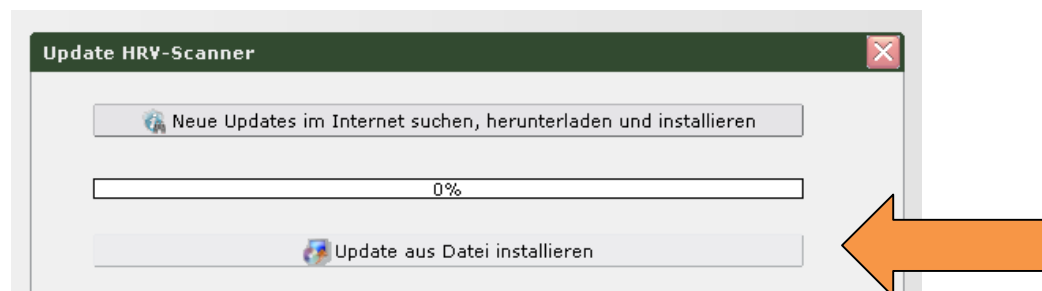 Update HRV-Scanner
Neue Updates im Internet suchen, herunterladen und installieren
0%
Update aus Datei installieren